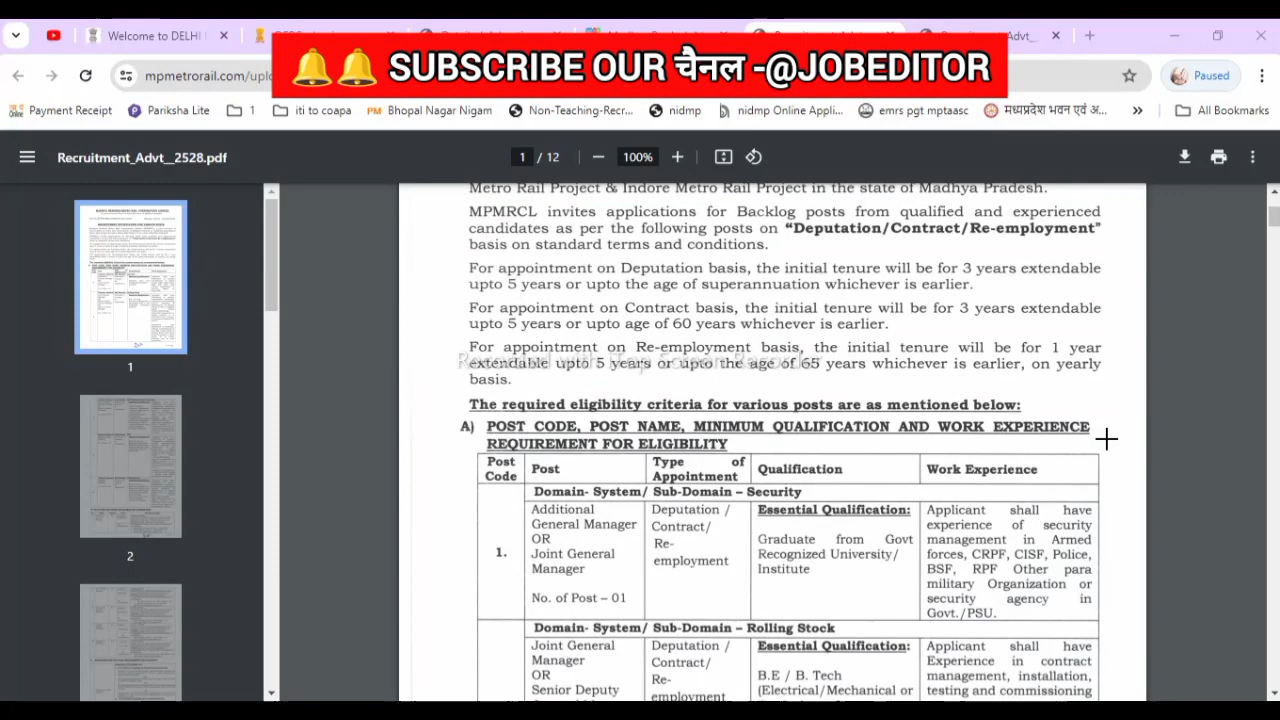 Welcome to DELHI
🔔🔔 SUBSCRIBE OUR चैनल -@JOBEDITOR
mpmetrorail.com/uplo
Paused
Payment Receipt
Pariksha Lite
1
iti to coapa
PM Bhopal Nagar Nigam
Non-Teaching-Recr...
nidmp
nidmp Online Appli...
emrs pgt mptaasc
मध्यप्रदेश भवन एवं अ...
»
All Bookmarks
Recruitment_Advt__2528.pdf
1 / 12
100%
Metro Rail Project & Indore Metro Rail Project in the state of Madhya Pradesh.
MPMRCL invites applications for Backlog posts from qualified and experienced
candidates as per the following posts on “Deputation/Contract/Re-employment”
basis on standard terms and conditions.
For appointment on Deputation basis, the initial tenure will be for 3 years extendable
upto 5 years or upto the age of superannuation whichever is earlier.
For appointment on Contract basis, the initial tenure will be for 3 years extendable
upto 5 years or upto age of 60 years whichever is earlier.
For appointment on Re-employment basis, the initial tenure will be for 1 year
extendable upto 5 years or upto the age of 65 years whichever is earlier, on yearly
basis.
The required eligibility criteria for various posts are as mentioned below:
A) POST CODE, POST NAME, MINIMUM QUALIFICATION AND WORK EXPERIENCE
REQUIREMENT FOR ELIGIBILITY
Post
Code
Post
Type of
Appointment
Qualification
Work Experience
Domain- System/ Sub-Domain – Security
1.
Additional
General Manager
OR
Joint General
Manager
No. of Post – 01
Deputation /
Contract/
Re-
employment
Essential Qualification:
Graduate from Govt
Recognized University/
Institute
Applicant shall have
experience of security
management in Armed
forces, CRPF, CISF, Police,
BSF, RPF Other para
military Organization or
security agency in
Govt./PSU.
Domain- System/ Sub-Domain – Rolling Stock
Joint General
Manager
OR
Senior Deputy
Deputation /
Contract/
Re-
employment
Essential Qualification:
B.E / B. Tech
(Electrical/Mechanical or
Applicant shall have
Experience in contract
management, installation,
testing and commissioning
1
2